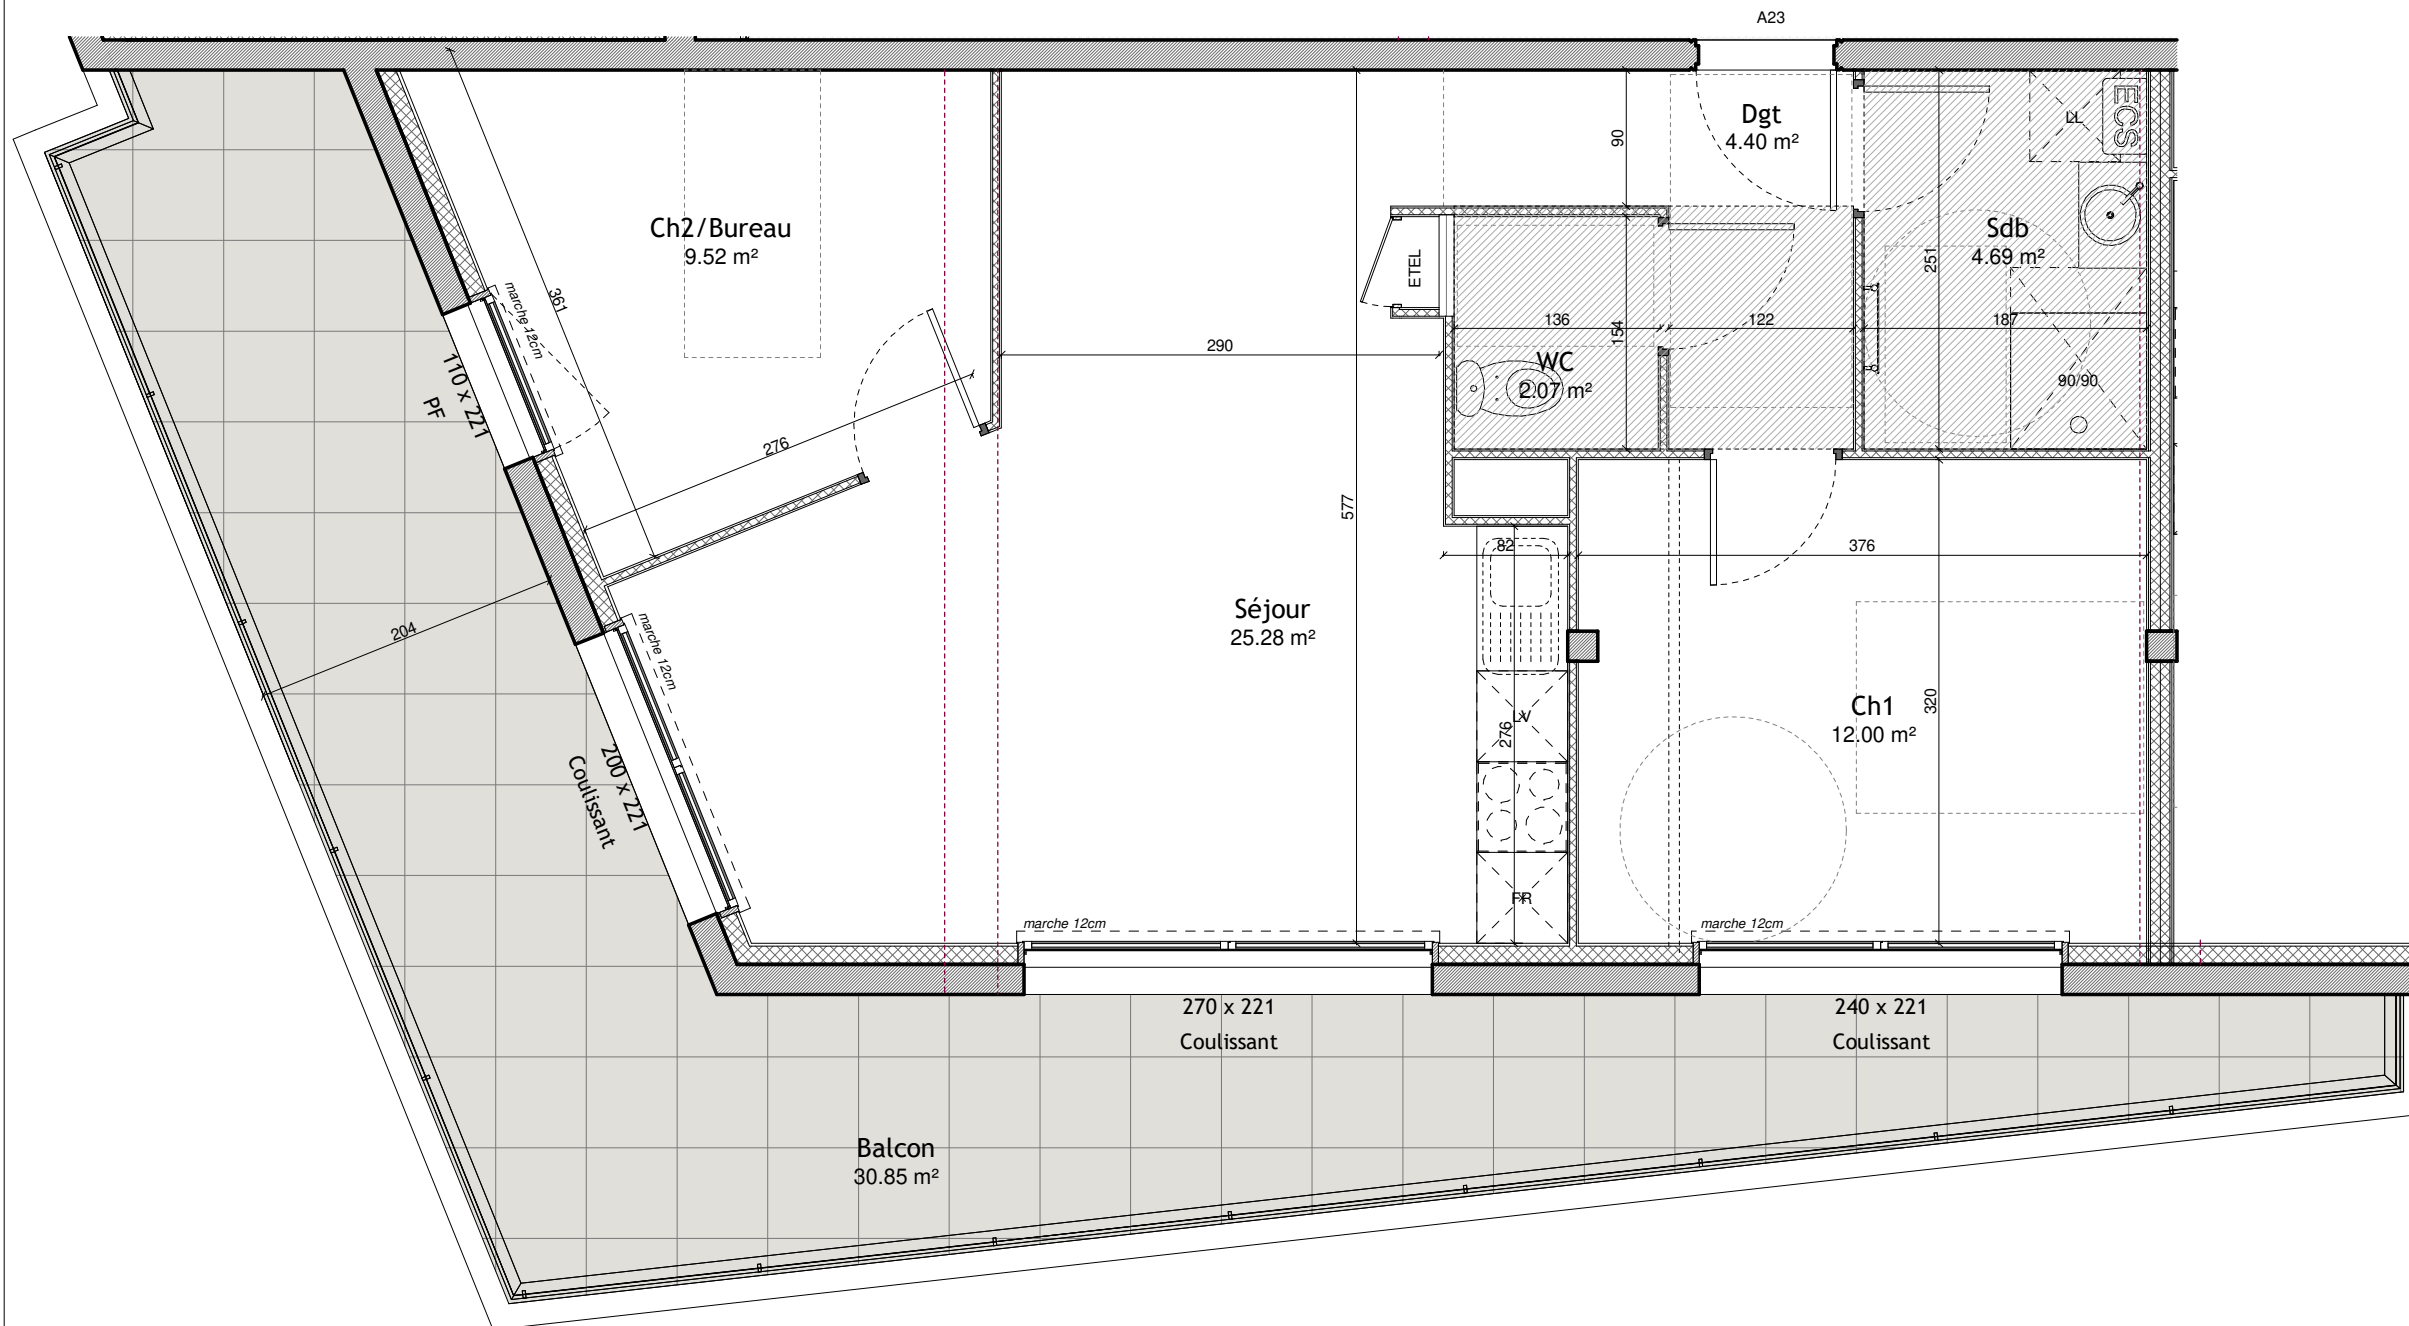 A23
Dgt
4.40 m²
90
LL
ECS
Ch2/Bureau
9.52 m²
Sdb
4.69 m²
251
ETEL
361
marche 12cm
136
154
122
187
290
WC
2.07 m²
90/90
110 x 221
PF
276
577
82
376
Séjour
25.28 m²
204
marche 12cm
Ch1
12.00 m²
320
LV
276
200 x 221
Coulissant
FR
marche 12cm
marche 12cm
270 x 221
Coulissant
240 x 221
Coulissant
Balcon
30.85 m²